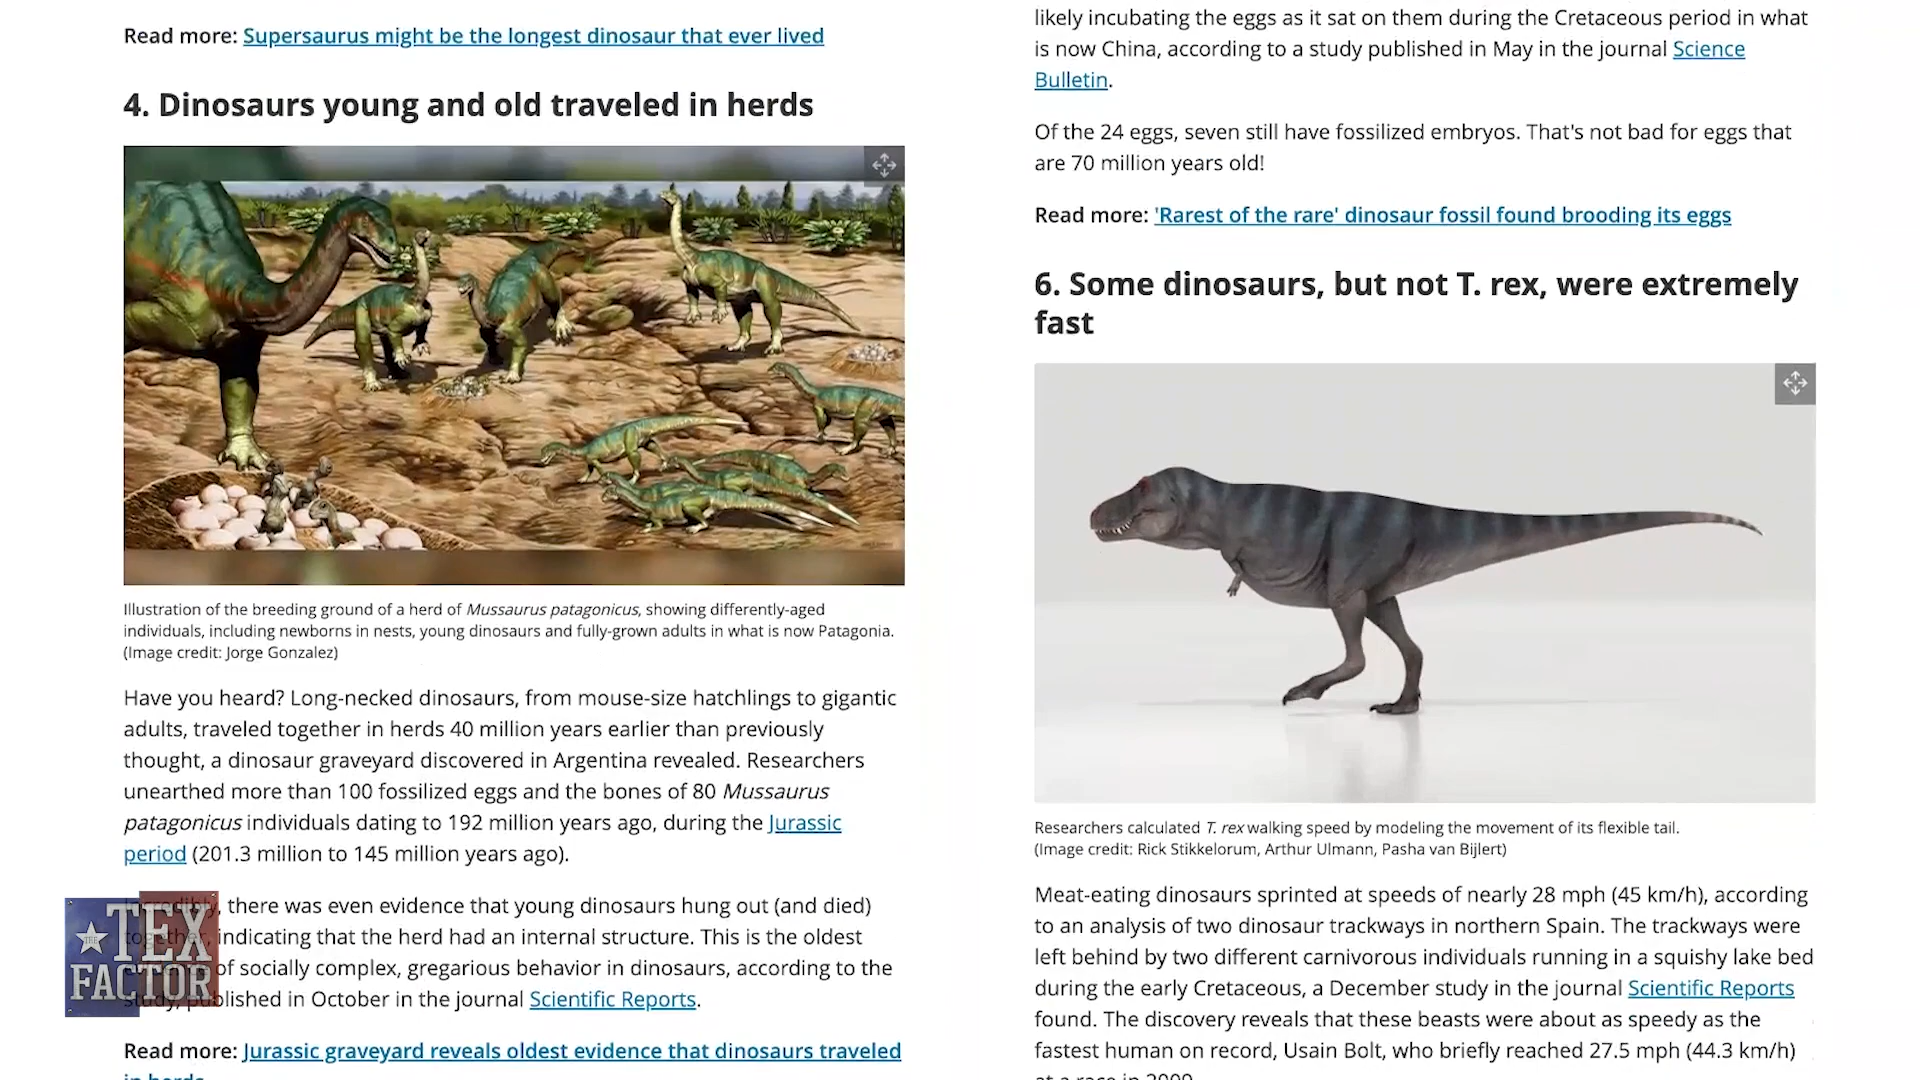 Read more: Supersaurus might be the longest dinosaur that ever lived
4. Dinosaurs young and old traveled in herds
Illustration of the breeding ground of a herd of Mussaurus patagonicus, showing differently-aged
individuals, including newborns in nests, young dinosaurs and fully-grown adults in what is now Patagonia.
(Image credit: Jorge Gonzalez)
Have you heard? Long-necked dinosaurs, from mouse-size hatchlings to gigantic
adults, traveled together in herds 40 million years earlier than previously
thought, a dinosaur graveyard discovered in Argentina revealed. Researchers
unearthed more than 100 fossilized eggs and the bones of 80 Mussaurus
patagonicus individuals dating to 192 million years ago, during the Jurassic
period (201.3 million to 145 million years ago).
there was even evidence that young dinosaurs hung out (and died)
together, indicating that the herd had an internal structure. This is the oldest
of socially complex, gregarious behavior in dinosaurs, according to the
study, published in October in the journal Scientific Reports.
Read more: Jurassic graveyard reveals oldest evidence that dinosaurs traveled
in herds
THE
TEX
FACTOR
likely incubating the eggs as it sat on them during the Cretaceous period in what
is now China, according to a study published in May in the journal Science
Bulletin.
Of the 24 eggs, seven still have fossilized embryos. That's not bad for eggs that
are 70 million years old!
Read more: 'Rarest of the rare' dinosaur fossil found brooding its eggs
6. Some dinosaurs, but not T. rex, were extremely
fast
Researchers calculated T. rex walking speed by modeling the movement of its flexible tail.
(Image credit: Rick Stikkelorum, Arthur Ulmann, Pasha van Bijlert)
Meat-eating dinosaurs sprinted at speeds of nearly 28 mph (45 km/h), according
to an analysis of two dinosaur trackways in northern Spain. The trackways were
left behind by two different carnivorous individuals running in a squishy lake bed
during the early Cretaceous, a December study in the journal Scientific Reports
found. The discovery reveals that these beasts were about as speedy as the
fastest human on record, Usain Bolt, who briefly reached 27.5 mph (44.3 km/h)
at a race in 2009